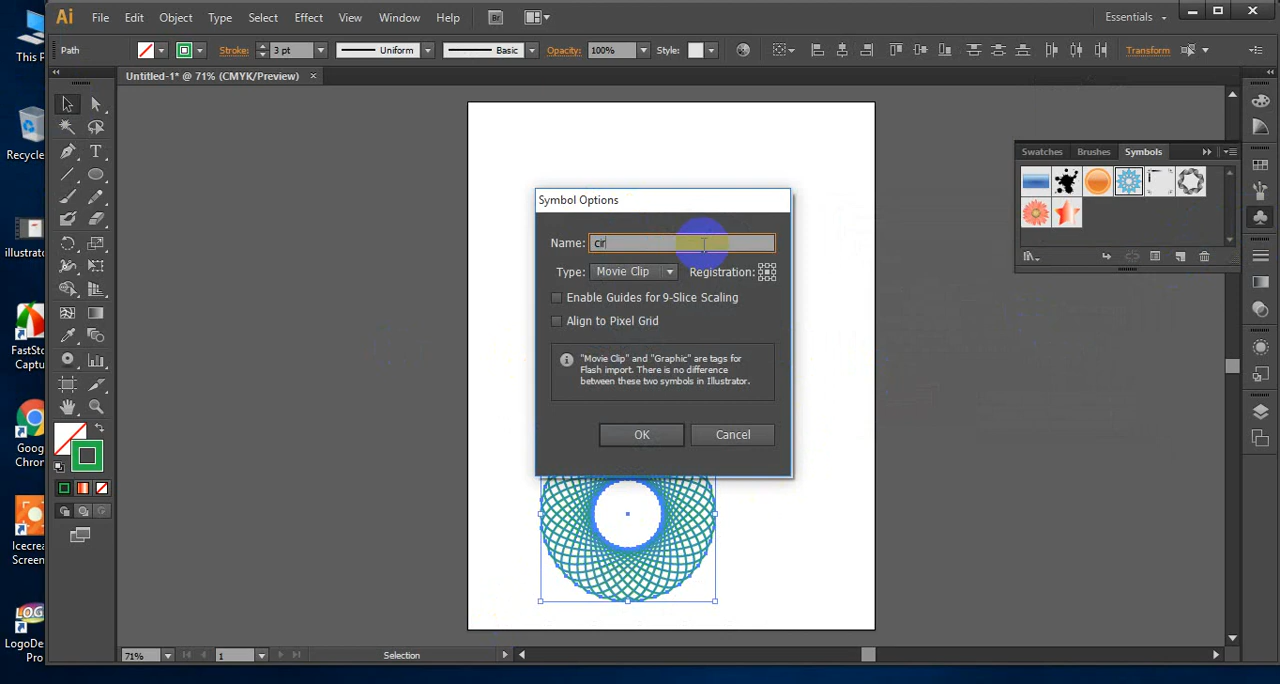 Ai File Edit Object Type Select Effect View Window Help Br Essentials
This P
Path Stroke: 3 pt Uniform Basic Opacity: 100% Style: Transform
Untitled-1* @ 71% (CMYK/Preview) ×
Recycle
Swatches Brushes Symbols
T
Symbol Options
illustrator
Name: cir
Type: Movie Clip Registration:
Enable Guides for 9-Slice Scaling
Align to Pixel Grid
FastSto
Captu
"Movie Clip" and "Graphic" are tags for
Flash import. There is no difference
between these two symbols in Illustrator.
OK Cancel
Goog
Chron
Icecrea
Screen
LOGO
LogoDe
Pro
71% 1 Selection